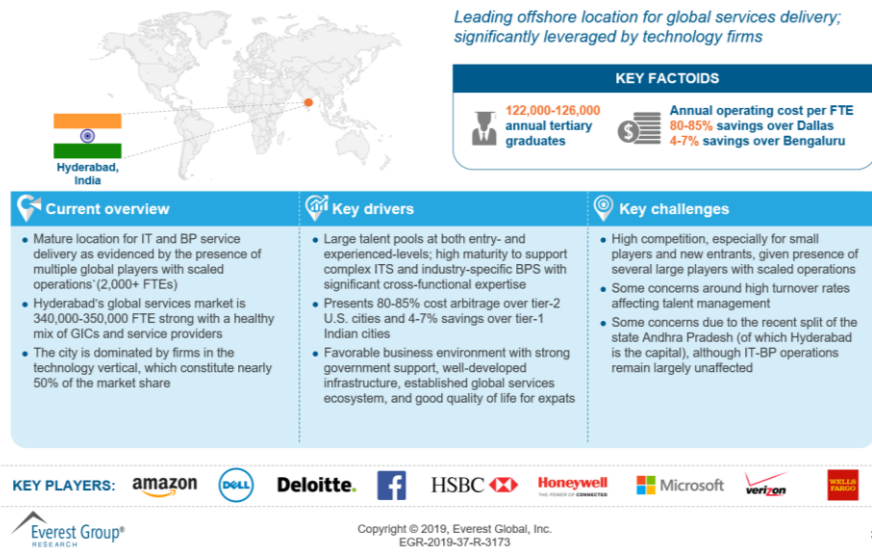 Leading offshore location for global services delivery;
significantly leveraged by technology firms
KEY FACTOIDS
122,000-126,000
annual tertiary
graduates
Annual operating cost per FTE
80-85% savings over Dallas
4-7% savings over Bengaluru
Hyderabad,
India
Current overview
• Mature location for IT and BP service
delivery as evidenced by the presence of
multiple global players with scaled
operations`(2,000+ FTEs)
• Hyderabad's global services market is
340,000-350,000 FTE strong with a healthy
mix of GICs and service providers
• The city is dominated by firms in the
technology vertical, which constitute nearly
50% of the market share
Key drivers
• Large talent pools at both entry- and
experienced-levels; high maturity to support
complex ITS and industry-specific BPS with
significant cross-functional expertise
• Presents 80-85% cost arbitrage over tier-2
U.S. cities and 4-7% savings over tier-1
Indian cities
• Favorable business environment with strong
government support, well-developed
infrastructure, established global services
ecosystem, and good quality of life for expats
Key challenges
• High competition, especially for small
players and new entrants, given presence of
several large players with scaled operations
• Some concerns around high turnover rates
affecting talent management
• Some concerns due to the recent split of the
state Andhra Pradesh (of which Hyderabad
is the capital), although IT-BP operations
remain largely unaffected
KEY PLAYERS: amazon DELL Deloitte. f HSBC Honeywell Microsoft verizon WELLS
FARGO
THE POWER OF CONNECTED
Everest Group®
RESEARCH
Copyright © 2019, Everest Global, Inc.
EGR-2019-37-R-3173